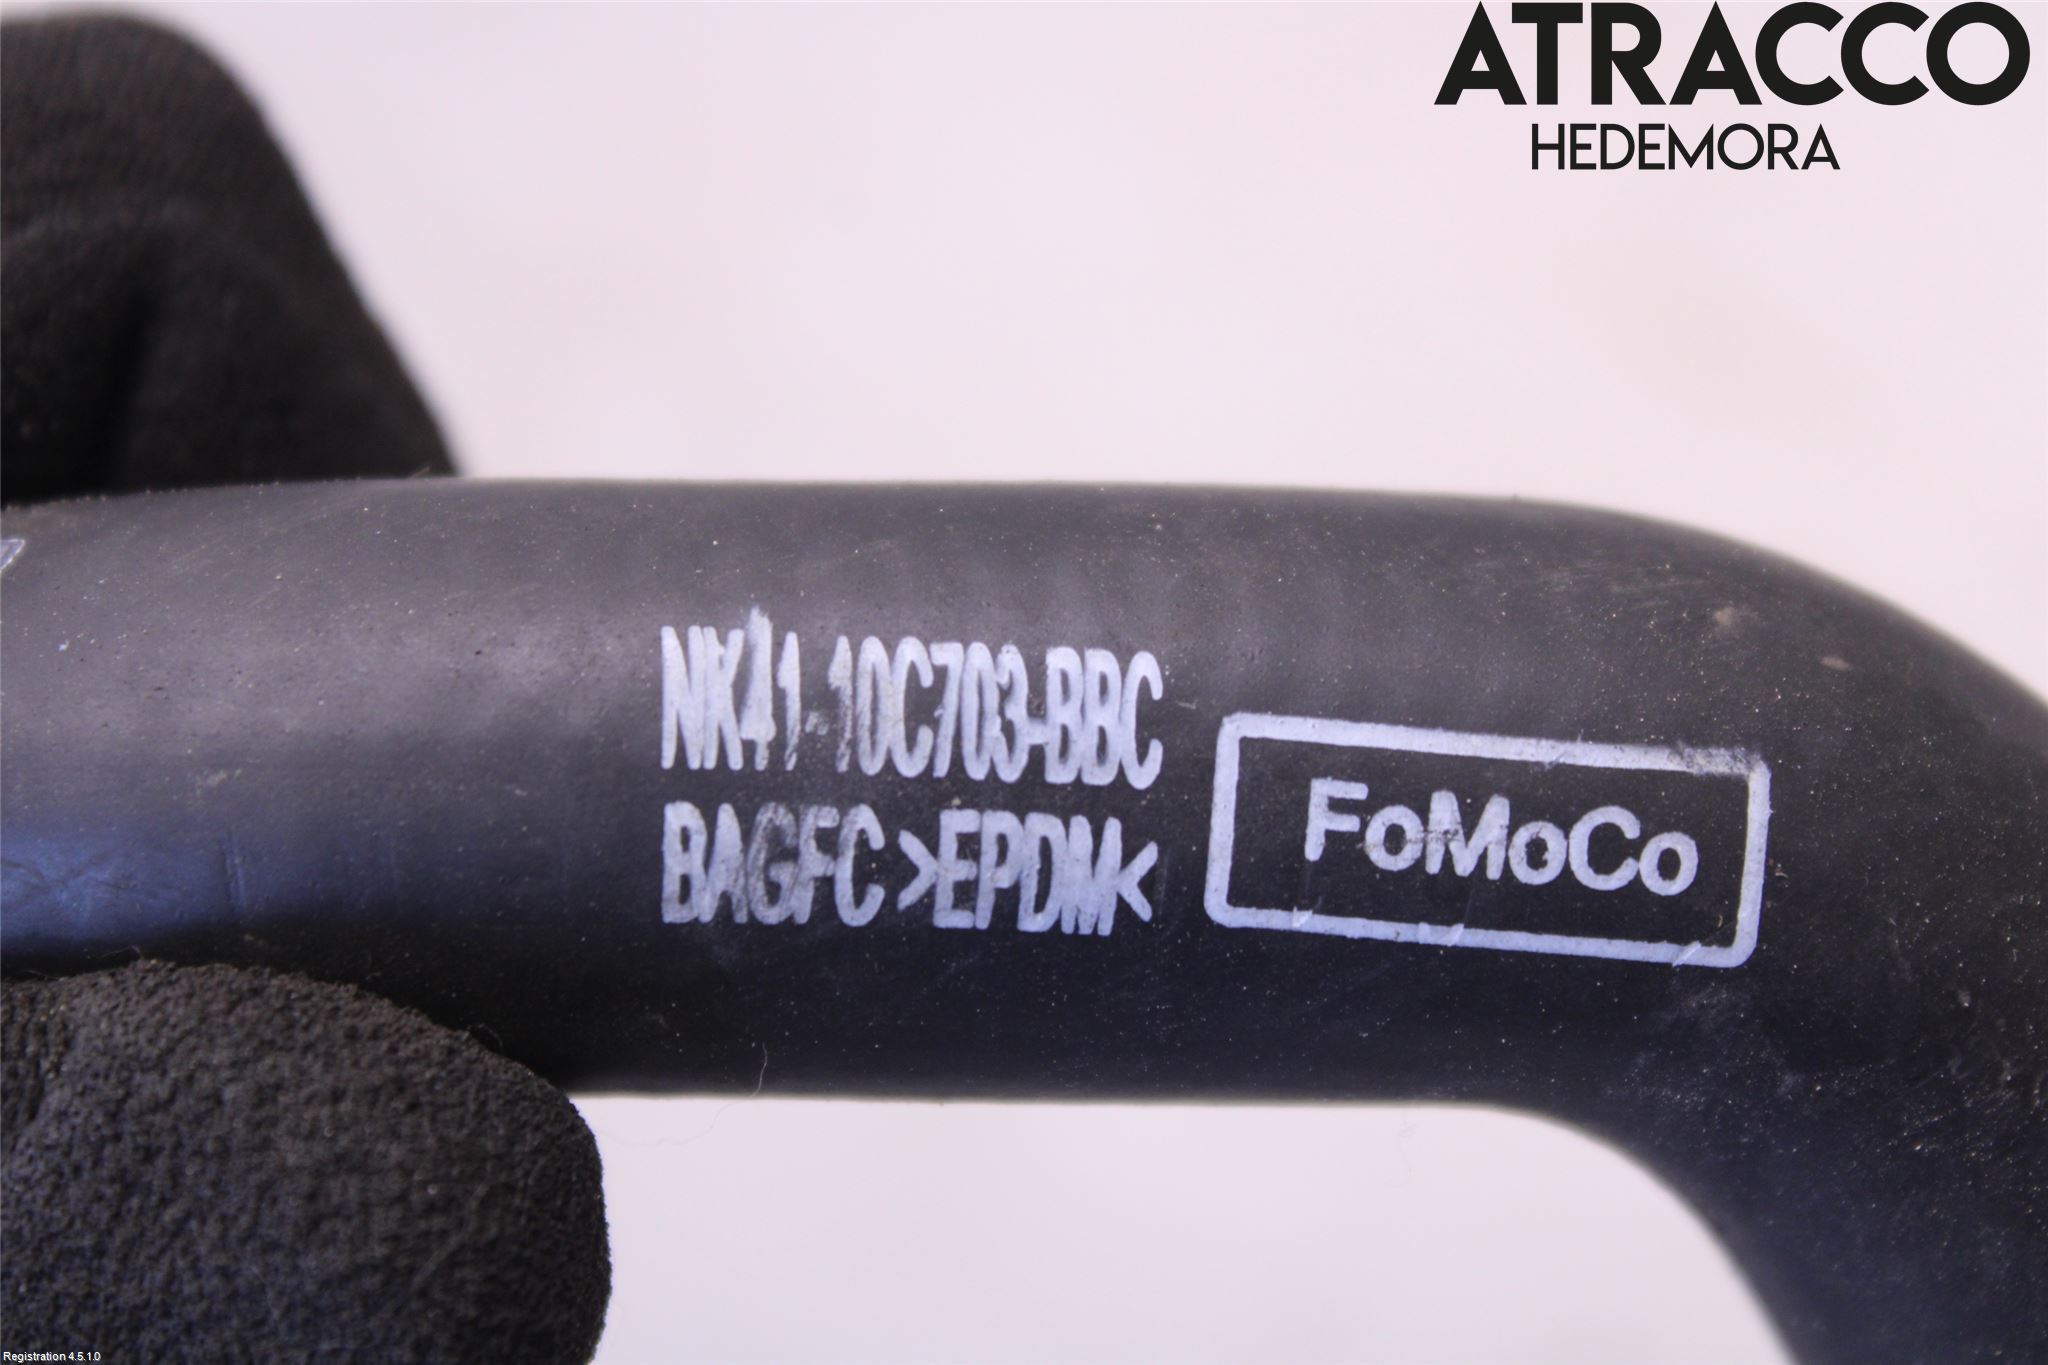 ATRACCO
HEDEMORA
NK41-10C703-BBC
BAGFC >EPDM<
FoMoCo
Registration 4.5.1.0